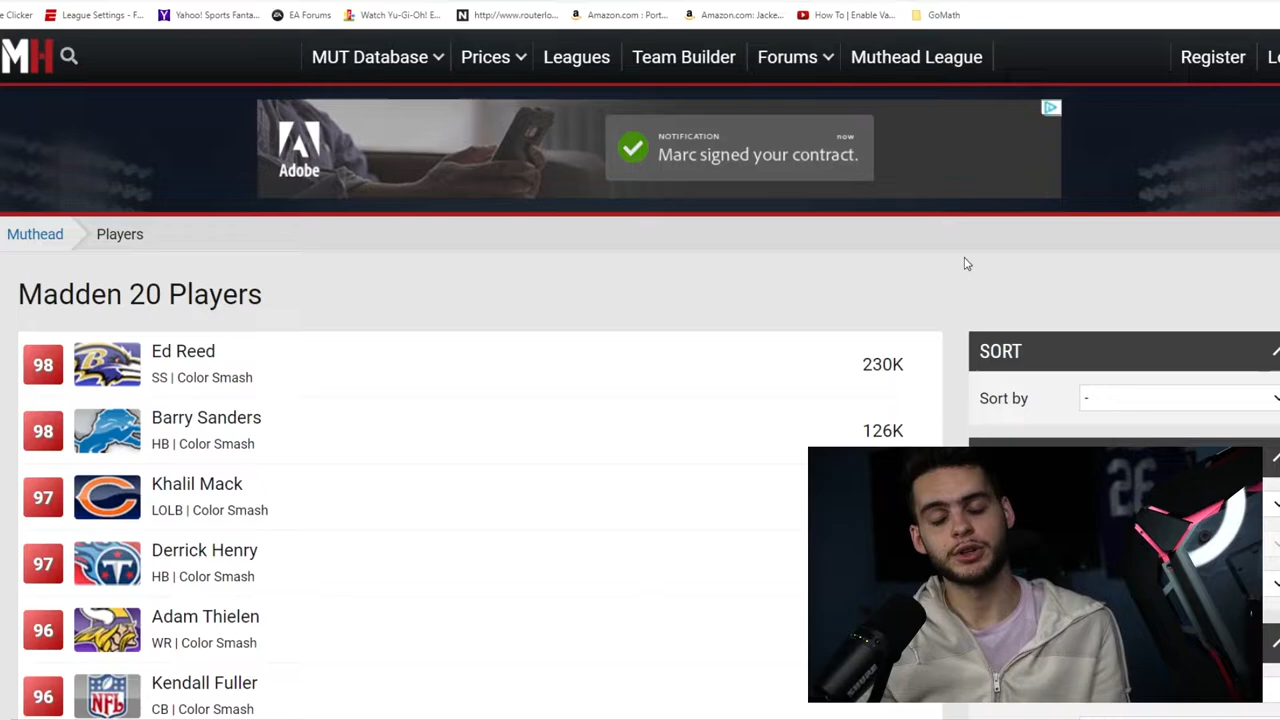 e Clicker League Settings - F... Yahoo! Sports Fanta... EA Forums Watch Yu-Gi-Oh! E... http://www.routerlo... Amazon.com : Port... Amazon.com: Jacke... How To | Enable Va... GoMath
MH MUT Database Prices Leagues Team Builder Forums Muthead League Register
Adobe
NOTIFICATION now
Marc signed your contract.
Muthead Players
Madden 20 Players
98 Ed Reed 230K
SS | Color Smash
98 Barry Sanders 126K
HB | Color Smash
97 Khalil Mack
LOLB | Color Smash
97 Derrick Henry
HB | Color Smash
96 Adam Thielen
WR | Color Smash
96 Kendall Fuller
CB | Color Smash
NFL
SORT
Sort by -
26
SHURE